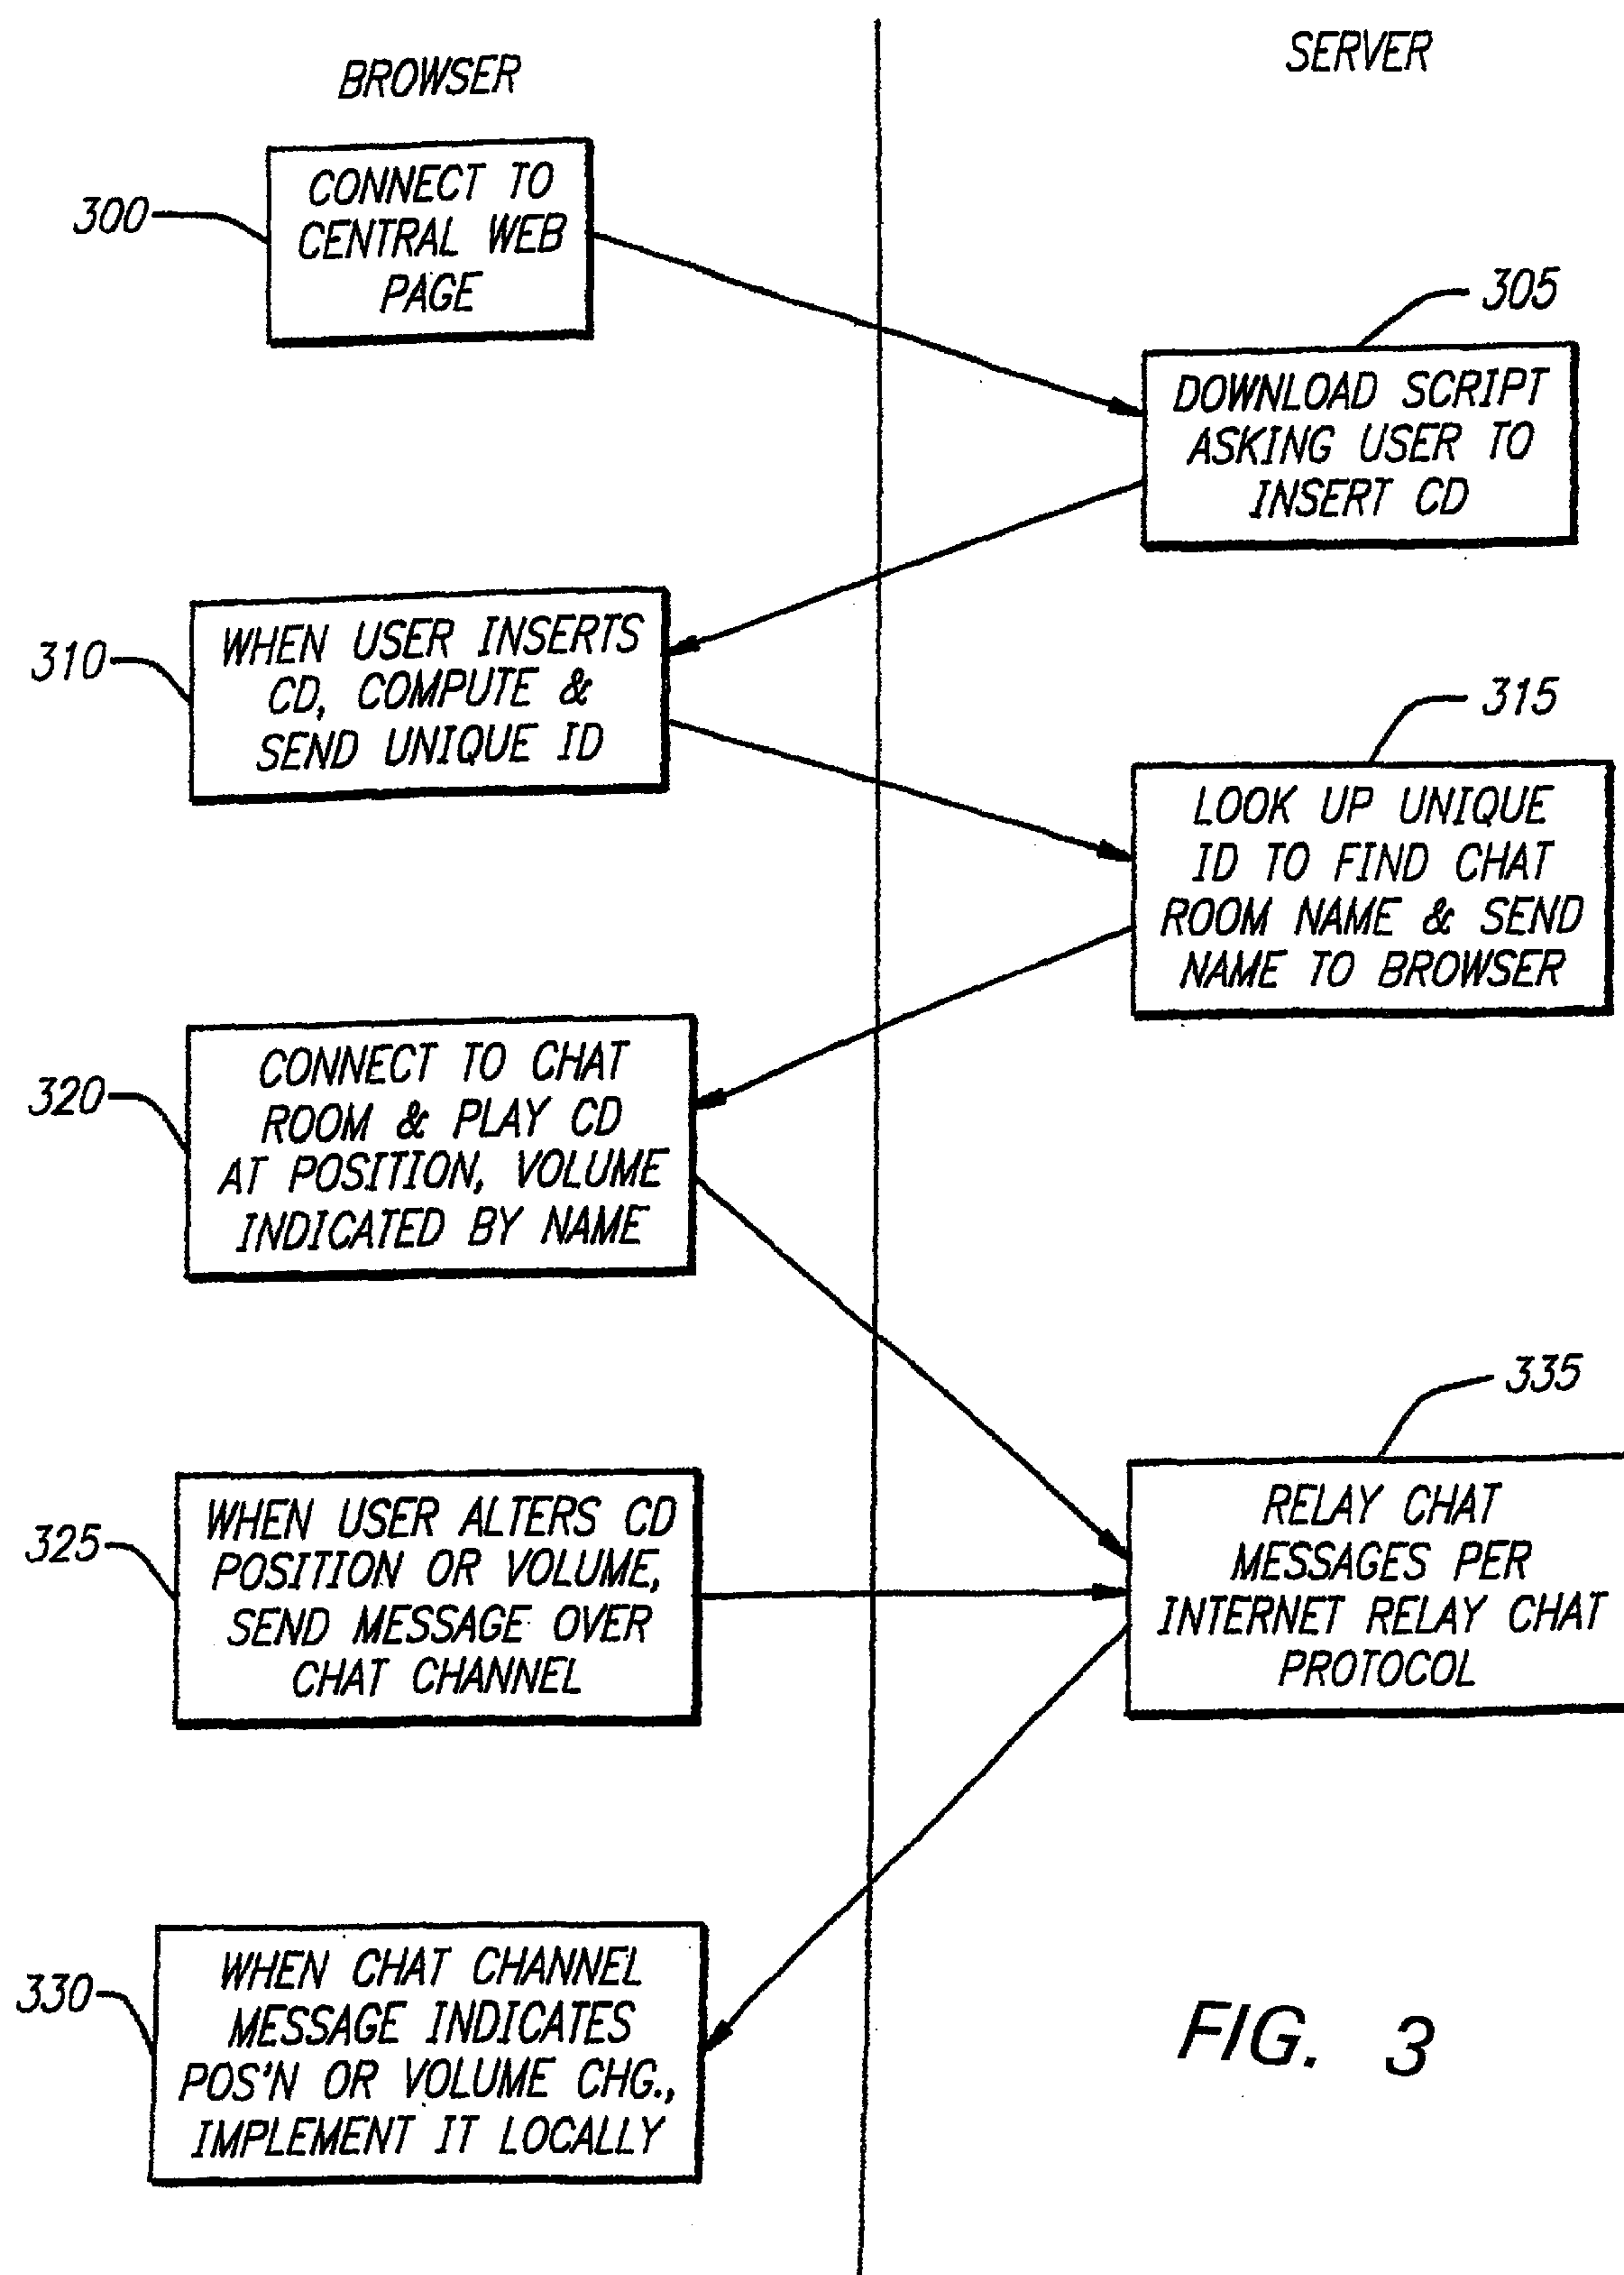 BROWSER
SERVER
300
CONNECT TO
CENTRAL WEB
PAGE
305
DOWNLOAD SCRIPT
ASKING USER TO
INSERT CD
310
WHEN USER INSERTS
CD, COMPUTE &
SEND UNIQUE ID
315
LOOK UP UNIQUE
ID TO FIND CHAT
ROOM NAME & SEND
NAME TO BROWSER
320
CONNECT TO CHAT
ROOM & PLAY CD
AT POSITION, VOLUME
INDICATED BY NAME
325
WHEN USER ALTERS CD
POSITION OR VOLUME,
SEND MESSAGE OVER
CHAT CHANNEL
335
RELAY CHAT
MESSAGES PER
INTERNET RELAY CHAT
PROTOCOL
330
WHEN CHAT CHANNEL
MESSAGE INDICATES
POS'N OR VOLUME CHG.,
IMPLEMENT IT LOCALLY
FIG. 3